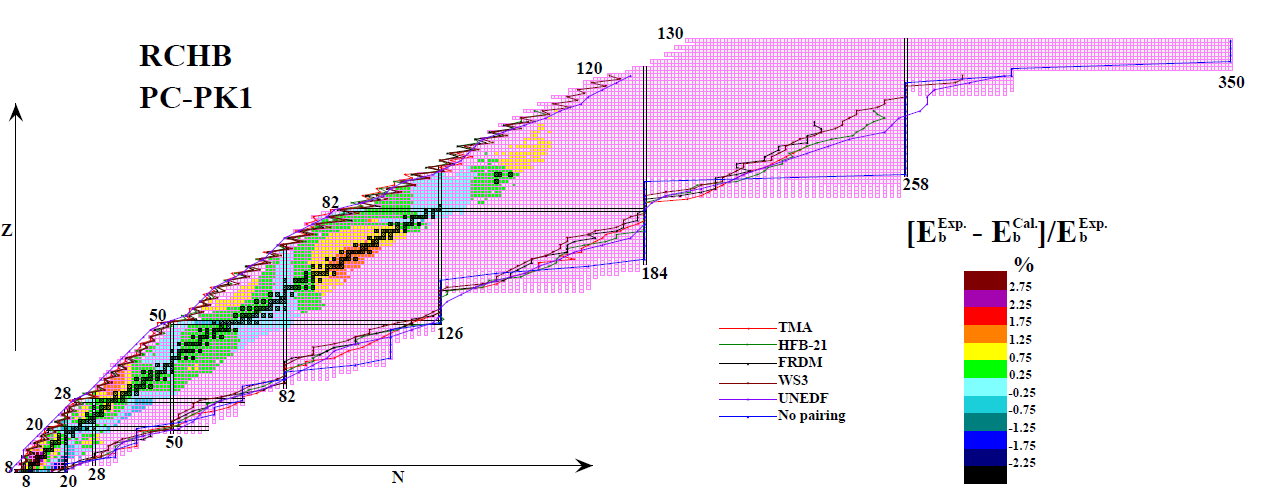 RCHB
PC-PK1
130
120
350
82
Z
258
[E_b^Exp. - E_b^Cal.]/E_b^Exp.
%
184
2.75
2.25
50
1.75
126
TMA
1.25
HFB-21
0.75
FRDM
0.25
WS3
-0.25
28
82
UNEDF
-0.75
No pairing
-1.25
20
50
-1.75
-2.25
8
8
20
28
N